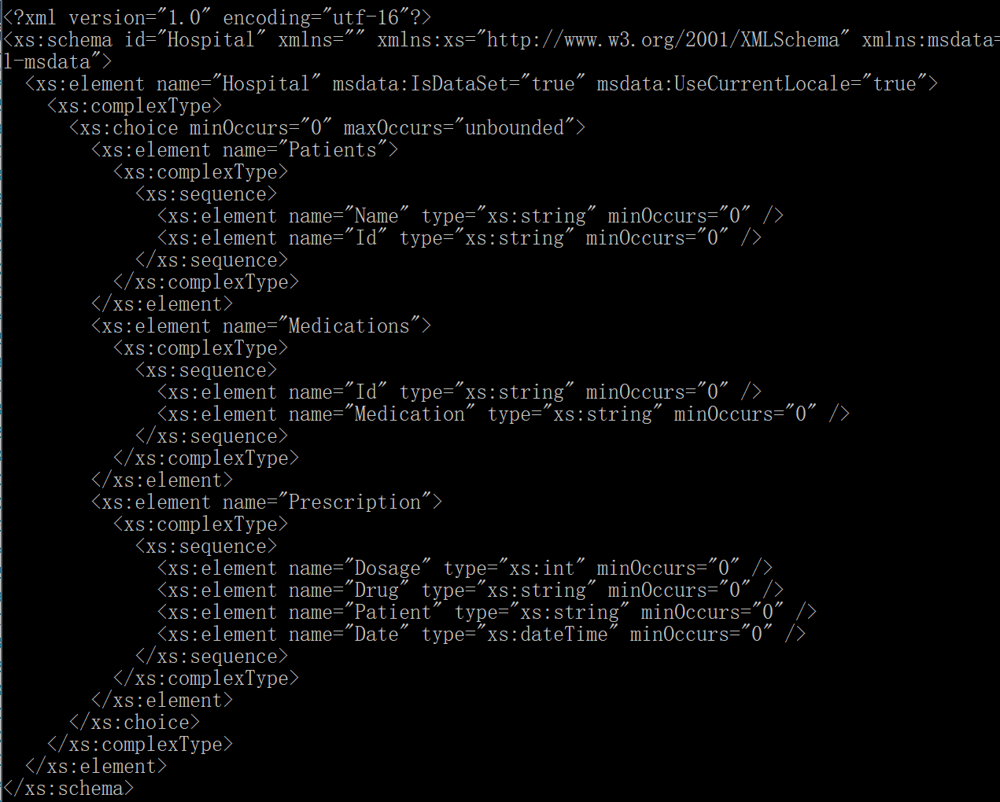 <?xml version="1.0" encoding="utf-16"?>
<xs:schema id="Hospital" xmlns="" xmlns:xs="http://www.w3.org/2001/XMLSchema" xmlns:msdata=
l-msdata">
  <xs:element name="Hospital" msdata:IsDataSet="true" msdata:UseCurrentLocale="true">
    <xs:complexType>
      <xs:choice minOccurs="0" maxOccurs="unbounded">
        <xs:element name="Patients">
          <xs:complexType>
            <xs:sequence>
              <xs:element name="Name" type="xs:string" minOccurs="0" />
              <xs:element name="Id" type="xs:string" minOccurs="0" />
            </xs:sequence>
          </xs:complexType>
        </xs:element>
        <xs:element name="Medications">
          <xs:complexType>
            <xs:sequence>
              <xs:element name="Id" type="xs:string" minOccurs="0" />
              <xs:element name="Medication" type="xs:string" minOccurs="0" />
            </xs:sequence>
          </xs:complexType>
        </xs:element>
        <xs:element name="Prescription">
          <xs:complexType>
            <xs:sequence>
              <xs:element name="Dosage" type="xs:int" minOccurs="0" />
              <xs:element name="Drug" type="xs:string" minOccurs="0" />
              <xs:element name="Patient" type="xs:string" minOccurs="0" />
              <xs:element name="Date" type="xs:dateTime" minOccurs="0" />
            </xs:sequence>
          </xs:complexType>
        </xs:element>
      </xs:choice>
    </xs:complexType>
  </xs:element>
</xs:schema>